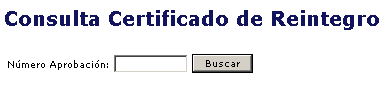 Consulta Certificado de Reintegro
Número Aprobación: Buscar